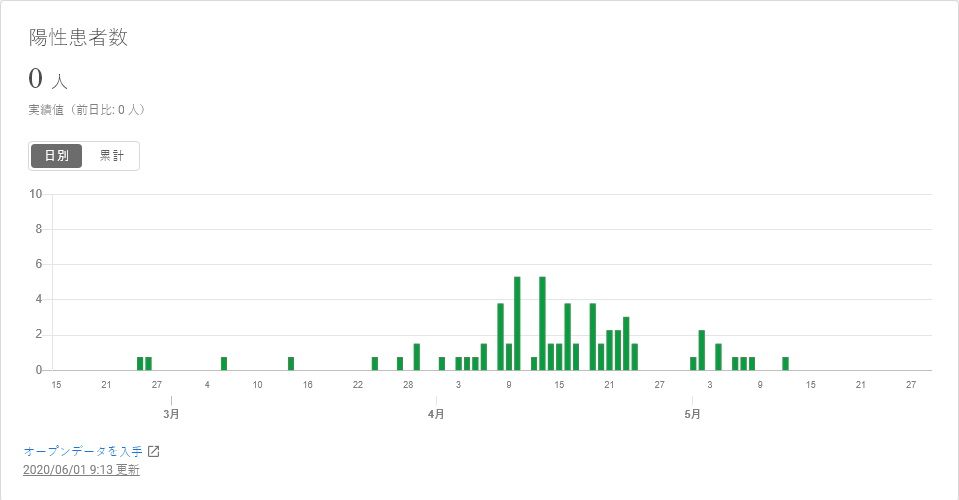 陽性患者数
0 人
実績値（前日比: 0 人）
日別 累計
10
8
6
4
2
0
15 21 27 4 10 16 22 28 3 9 15 21 27 3 9 15 21 27
3月 4月 5月
オープンデータを入手
2020/06/01 9:13 更新